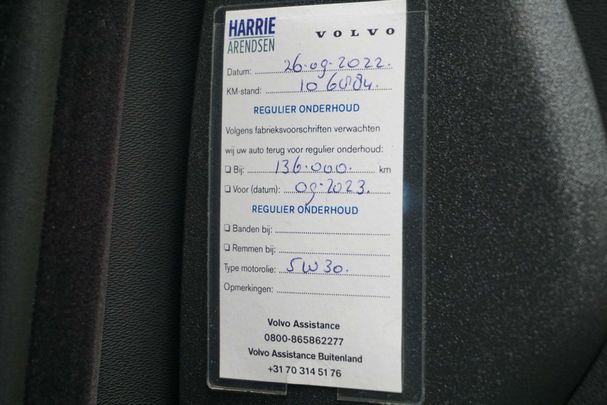 HARRIE
ARENDSEN
VOLVO
Datum: 26-09-2022.
KM-stand:
REGULIER ONDERHOUD
Volgens fabrieksvoorschriften verwachten
wij uw auto terug voor regulier onderhoud:
❑ Bij: 136.000. km
❑ Voor (datum): 09-2023.
REGULIER ONDERHOUD
❑ Banden bij:
❑ Remmen bij:
Type motorolie: 5W30.
Opmerkingen:
Volvo Assistance
0800-865862277
Volvo Assistance Buitenland
+31 70 314 51 76